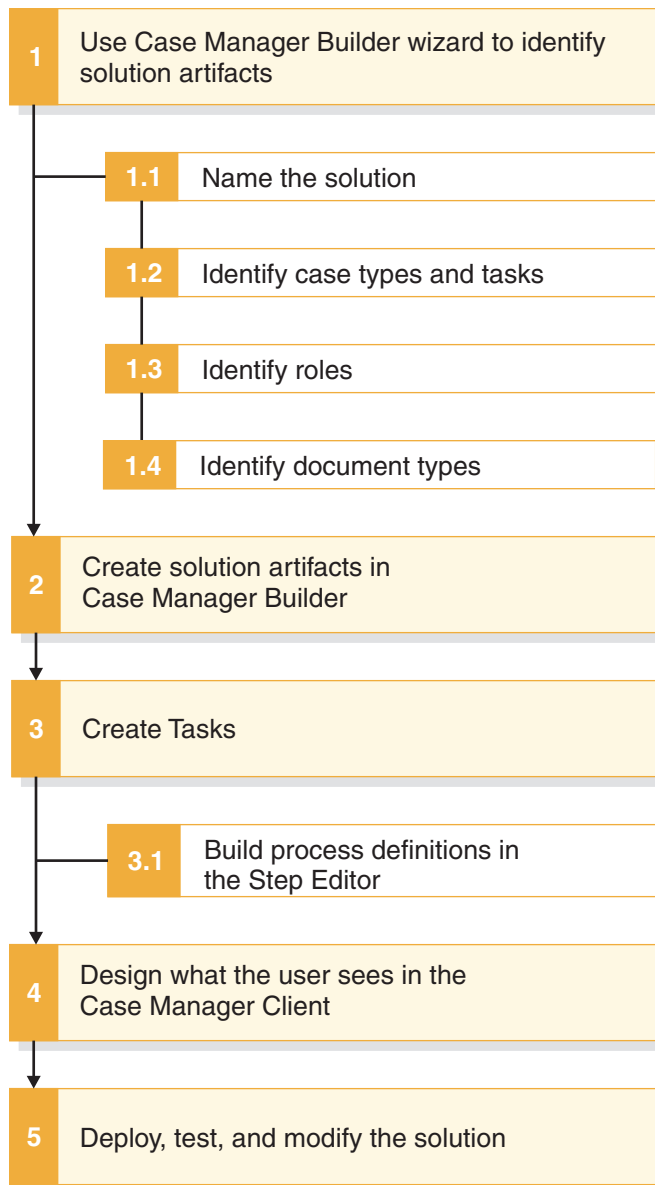 1
Use Case Manager Builder wizard to identify
solution artifacts
1.1 Name the solution
1.2 Identify case types and tasks
1.3 Identify roles
1.4 Identify document types
2
Create solution artifacts in
Case Manager Builder
3 Create Tasks
3.1
Build process definitions in
the Step Editor
4
Design what the user sees in the
Case Manager Client
5 Deploy, test, and modify the solution